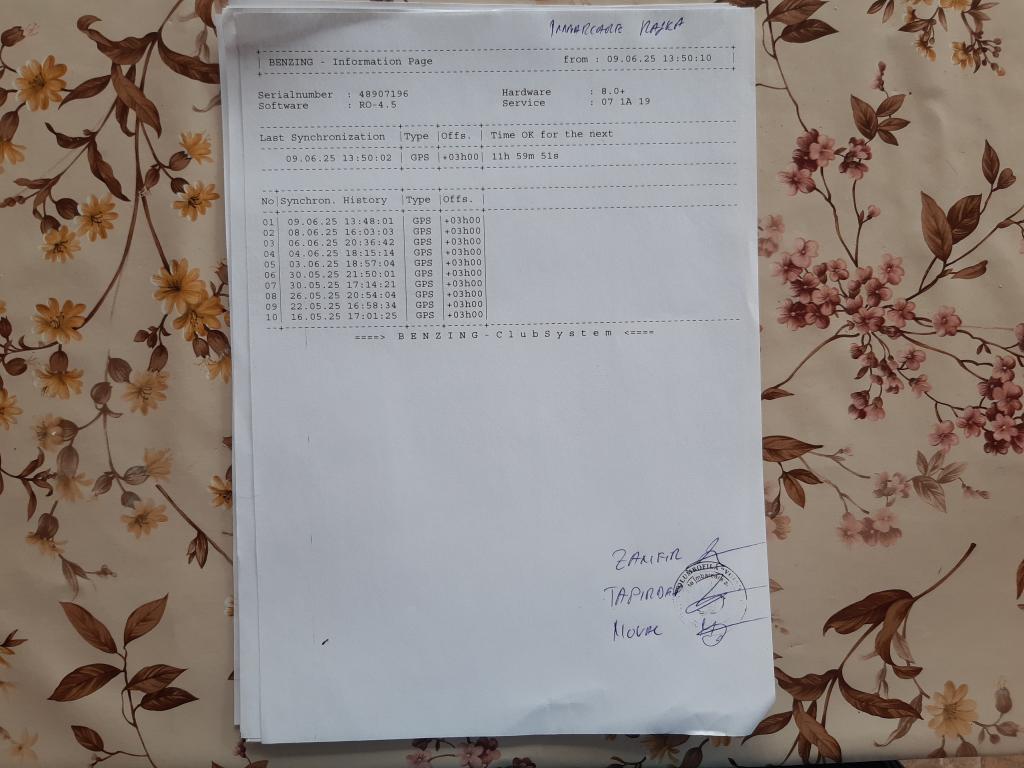 IMBARCARE RAJKA
BENZING - Information Page from : 09.06.25 13:50:10
Serialnumber : 48907196 Hardware : 8.0+
Software : RO-4.5 Service : 07 1A 19
Last Synchronization |Type |Offs. | Time OK for the next
09.06.25 13:50:02 | GPS |+03h00| 11h 59m 51s
No|Synchron. History |Type |Offs. |
01| 09.06.25 13:48:01 | GPS |+03h00|
02| 08.06.25 16:03:03 | GPS |+03h00|
03| 06.06.25 20:36:42 | GPS |+03h00|
04| 04.06.25 18:15:14 | GPS |+03h00|
05| 03.06.25 18:57:04 | GPS |+03h00|
06| 30.05.25 21:50:01 | GPS |+03h00|
07| 30.05.25 17:14:21 | GPS |+03h00|
08| 26.05.25 20:54:04 | GPS |+03h00|
09| 22.05.25 16:58:34 | GPS |+03h00|
10| 16.05.25 17:01:25 | GPS |+03h00|
====> B E N Z I N G - C l u b S y s t e m <====
ZAMFIR